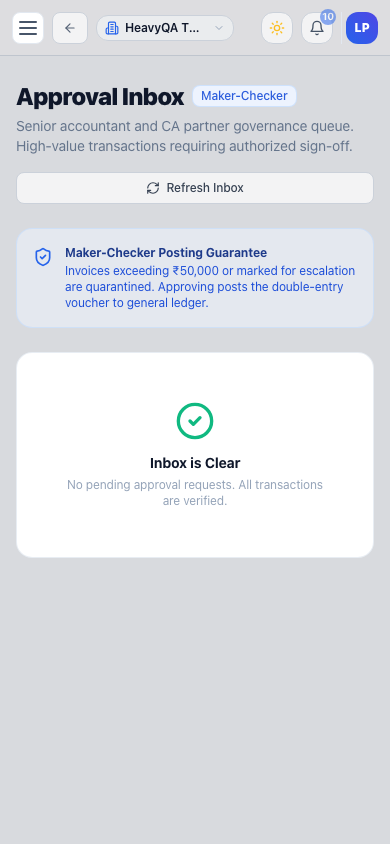 HeavyQA T...
10
LP
Approval Inbox
Maker-Checker
Senior accountant and CA partner governance queue.
High-value transactions requiring authorized sign-off.
Refresh Inbox
Maker-Checker Posting Guarantee
Invoices exceeding ₹50,000 or marked for escalation
are quarantined. Approving posts the double-entry
voucher to general ledger.
Inbox is Clear
No pending approval requests. All transactions
are verified.